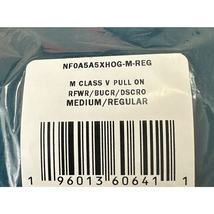 NF0A5A5XHOG-M-REG
M CLASS V PULL ON
RFWR/BUCR/DSCRO
MEDIUM/REGULAR
1 96013 60641 1